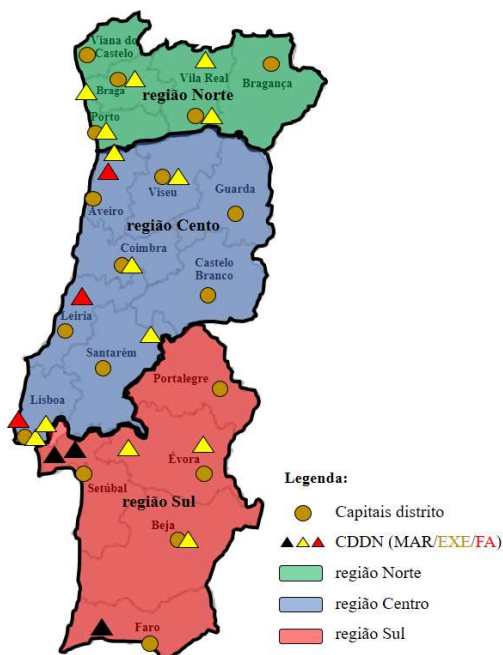 Viana do
Castelo
Vila Real
Bragança
Braga
região Norte
Porto
Viseu
Guarda
Aveiro
região Cento
Coimbra
Castelo
Branco
Leiria
Santarém
Portalegre
Lisboa
Évora
Setúbal
região Sul
Beja
Faro
Legenda:
Capitais distrito
CDDN (MAR/EXE/FA)
região Norte
região Centro
região Sul